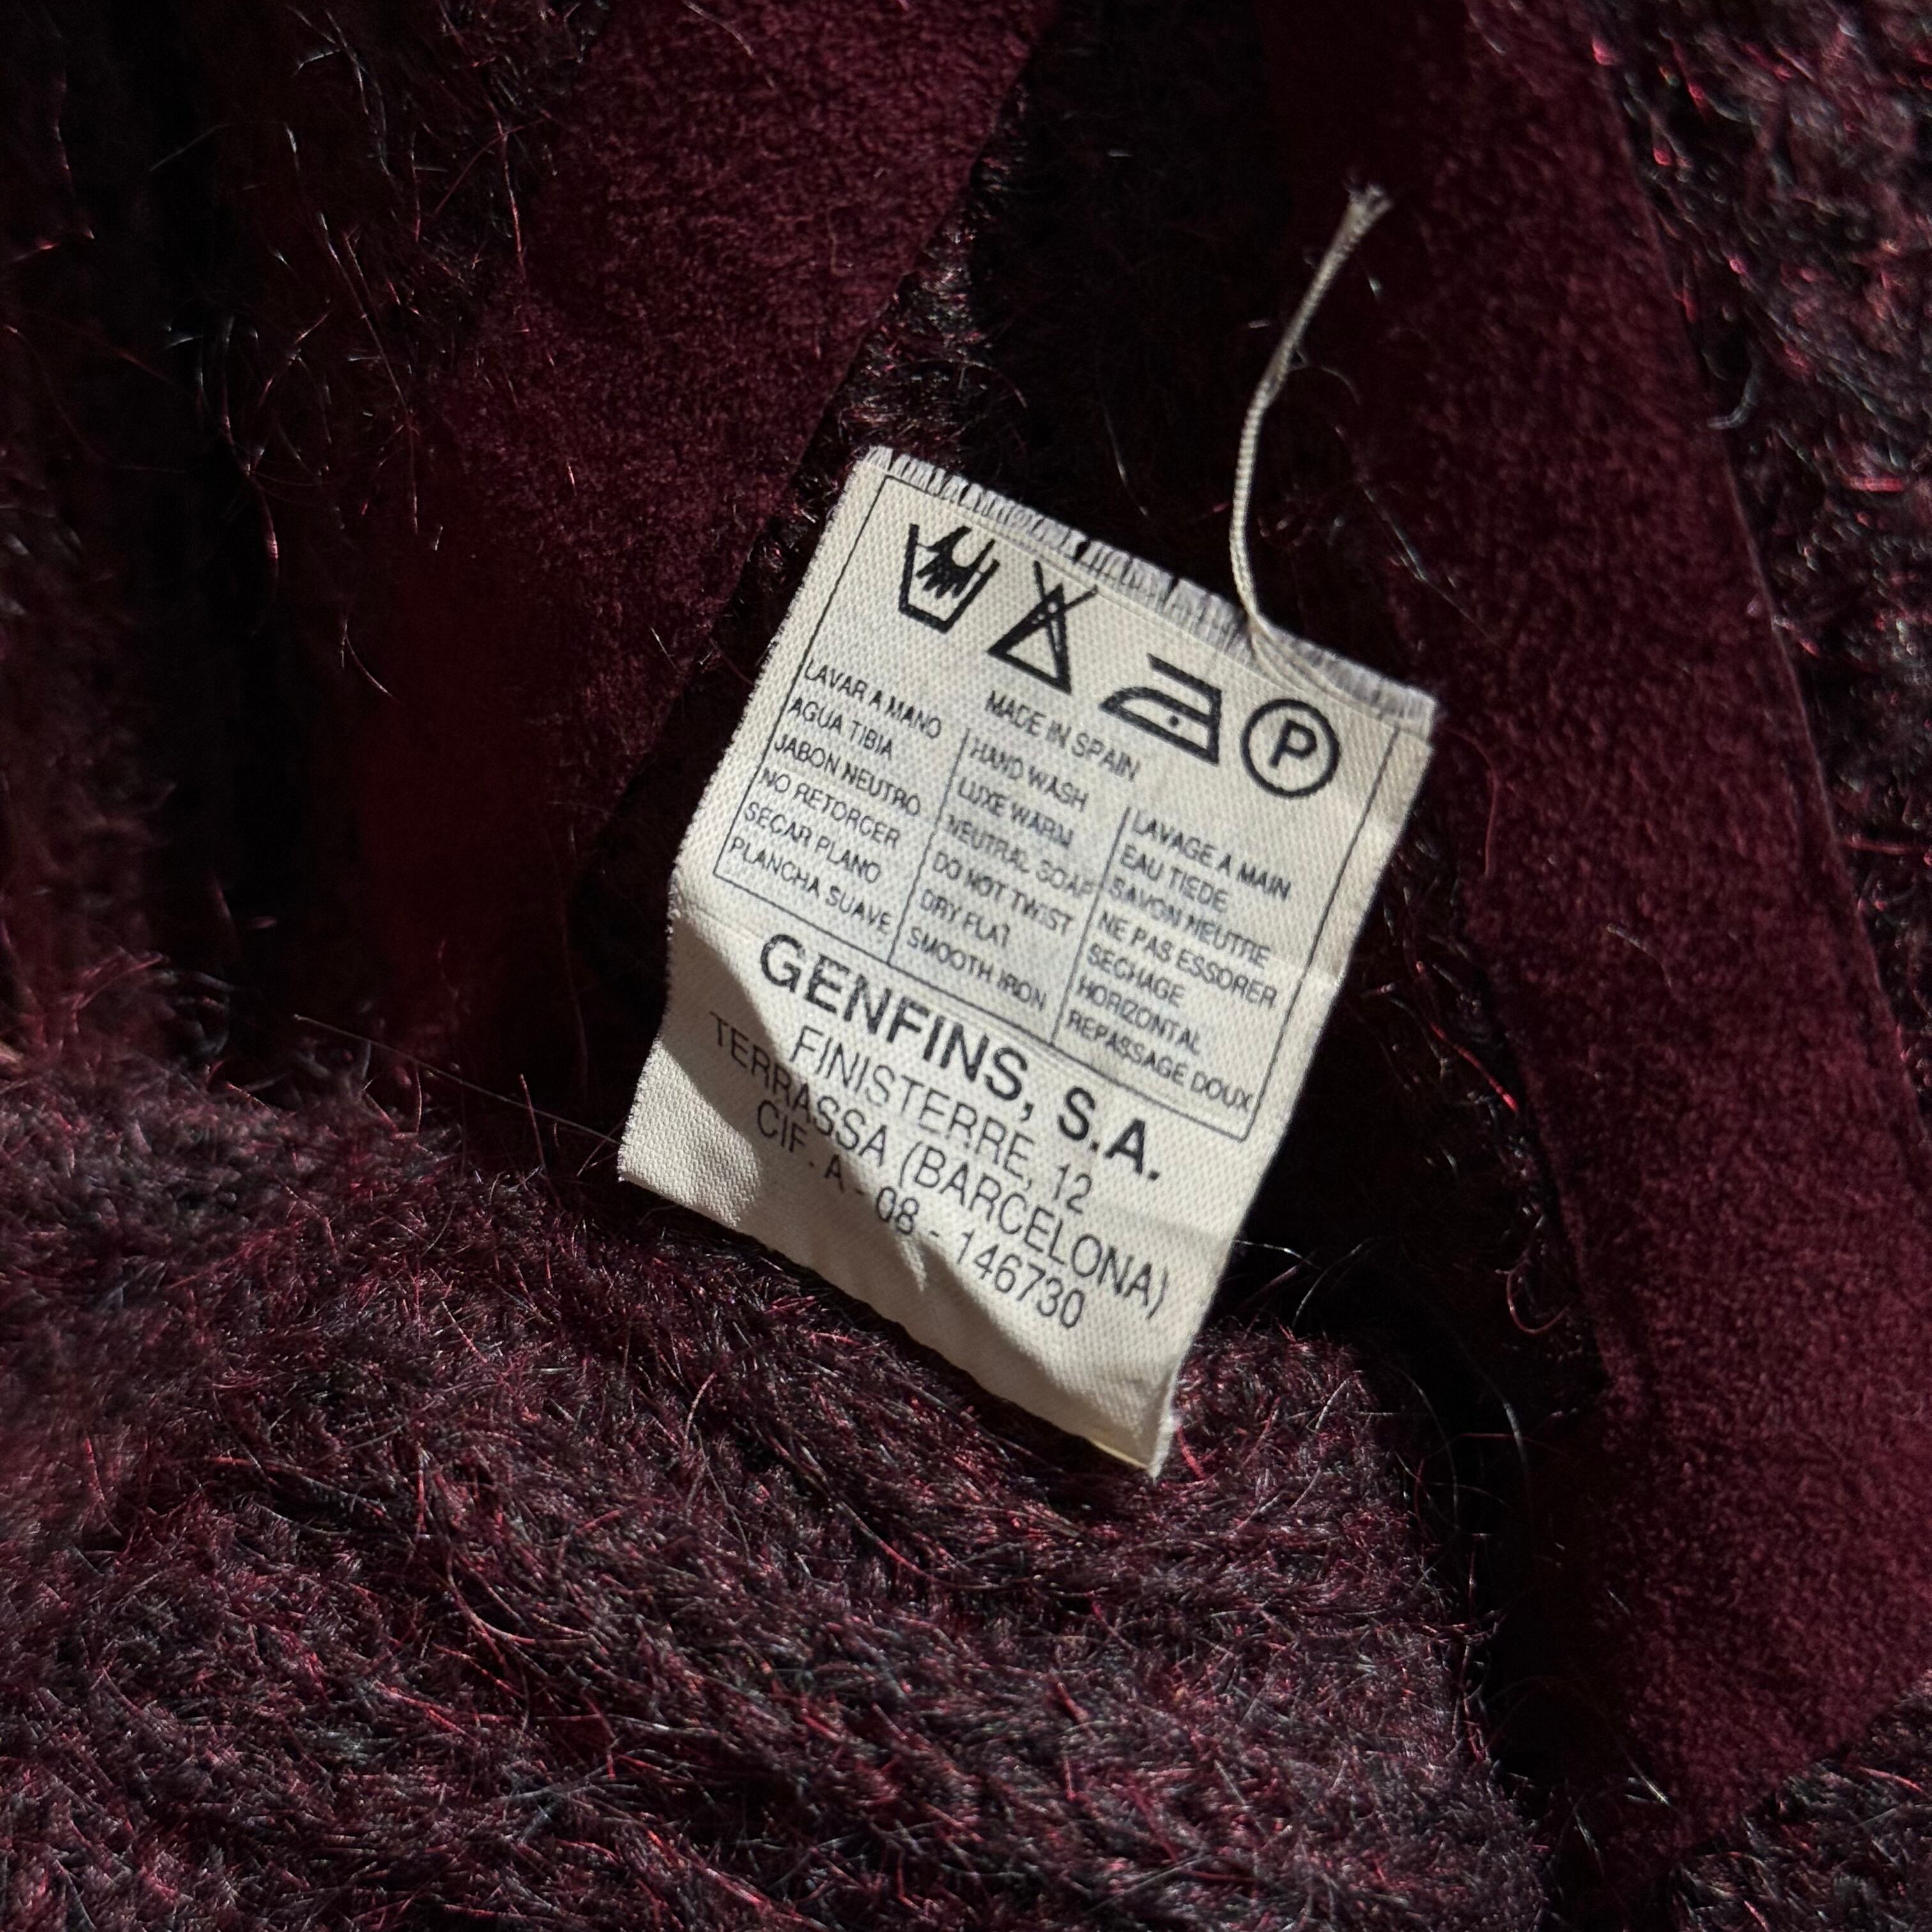 P
MADE IN SPAIN
LAVAR A MANO
AGUA TIBIA
JABON NEUTRO
NO RETORCER
SECAR PLANO
PLANCHA SUAVE
HAND WASH
LUXE WARM
NEUTRAL SOAP
DO NOT TWIST
DRY FLAT
SMOOTH IRON
LAVAGE A MAIN
EAU TIEDE
SAVON NEUTRE
NE PAS ESSORER
SECHAGE
HORIZONTAL
REPASSAGE DOUX
GENFINS, S.A.
FINISTERRE, 12
TERRASSA (BARCELONA)
CIF - A - 08 - 146730